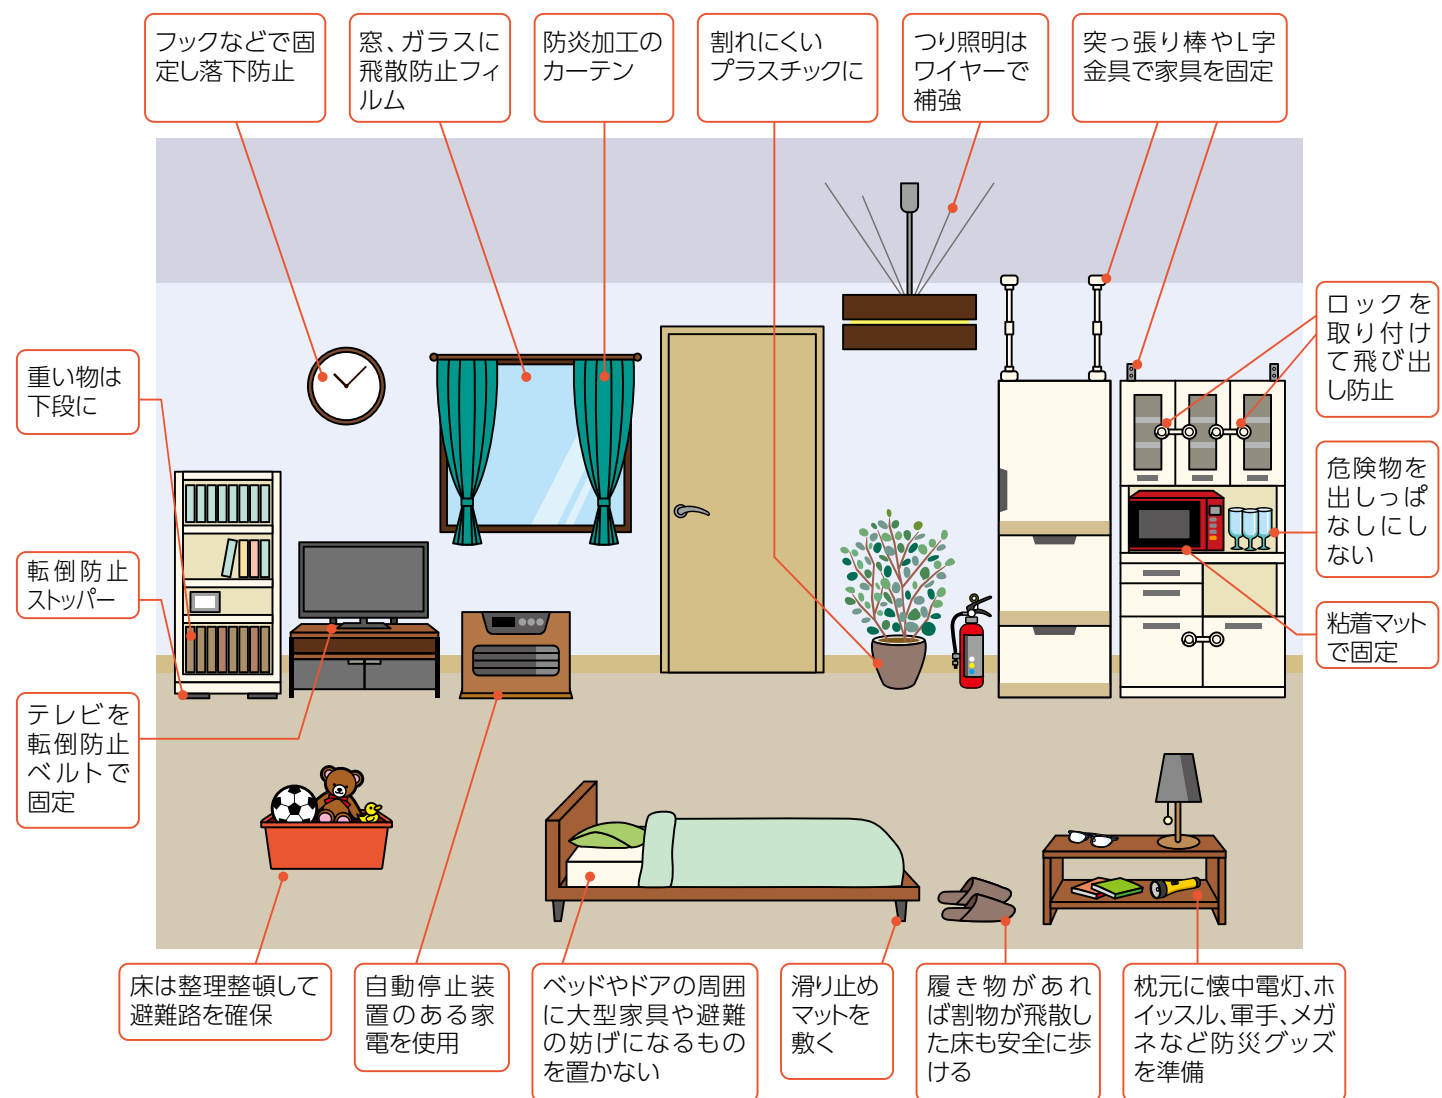 フックなどで固
定し落下防止
窓、ガラスに
飛散防止フィ
ルム
防炎加工の
カーテン
割れにくい
プラスチックに
つり照明は
ワイヤーで
補強
突っ張り棒やL字
金具で家具を固定
ロックを
取り付け
て飛び出
し防止
重い物は
下段に
危険物を
出しっぱ
なしにし
ない
転倒防止
ストッパー
粘着マット
で固定
テレビを
転倒防止
ベルトで
固定
床は整理整頓して
避難路を確保
自動停止装
置のある家
電を使用
ベッドやドアの周囲
に大型家具や避難
の妨げになるもの
を置かない
滑り止め
マットを
敷く
履き物があれ
ば割物が飛散し
た床も安全に歩
ける
枕元に懐中電灯、ホ
イッスル、軍手、メガ
ネなど防災グッズ
を準備